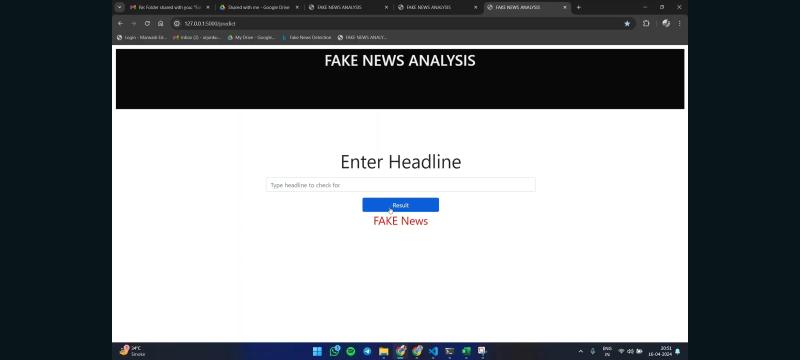 Re: Folder shared with you: "Fa
Shared with me - Google Drive
FAKE NEWS ANALYSIS
FAKE NEWS ANALYSIS
FAKE NEWS ANALYSIS
127.0.0.1:5000/predict
Login - Marwadi Ed...
Inbox (2) -
My Drive - Google...
Fake News Detection
FAKE NEWS ANALY...
FAKE NEWS ANALYSIS
Enter Headline
Type headline to check for
Result
FAKE News
34°C
Smoke
ENG
IN
20:51
16-04-2024